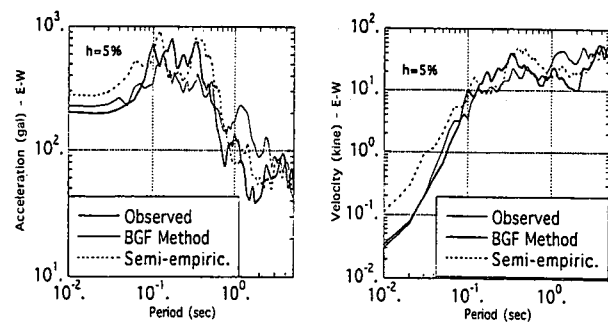 Acceleration (gal) - E-W
10³.
10².
10¹.
h=5%
Observed
BGF Method
Semi-empiric.
10⁻²
10⁻¹
10⁰.
Period (sec)
Velocity (kine) - E-W
10².
10¹.
10⁰.
10⁻¹.
10⁻².
h=5%
Observed
BGF Method
Semi-empiric.
10⁻²
10⁻¹
10⁰.
Period (sec)